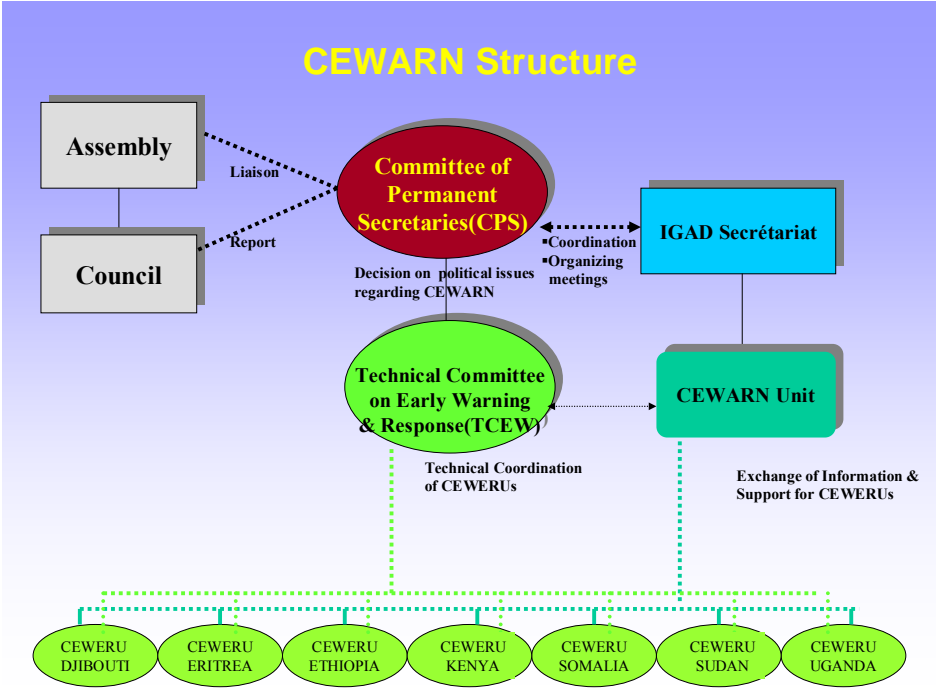 CEWARN Structure
Assembly
Liaison
Committee of
Permanent
Secretaries(CPS)
Report
Council
▪Coordination
▪Organizing
meetings
IGAD Secrétariat
Decision on political issues
regarding CEWARN
Technical Committee
on Early Warning
& Response(TCEW)
CEWARN Unit
Technical Coordination
of CEWERUs
Exchange of Information &
Support for CEWERUs
CEWERU
DJIBOUTI
CEWERU
ERITREA
CEWERU
ETHIOPIA
CEWERU
KENYA
CEWERU
SOMALIA
CEWERU
SUDAN
CEWERU
UGANDA